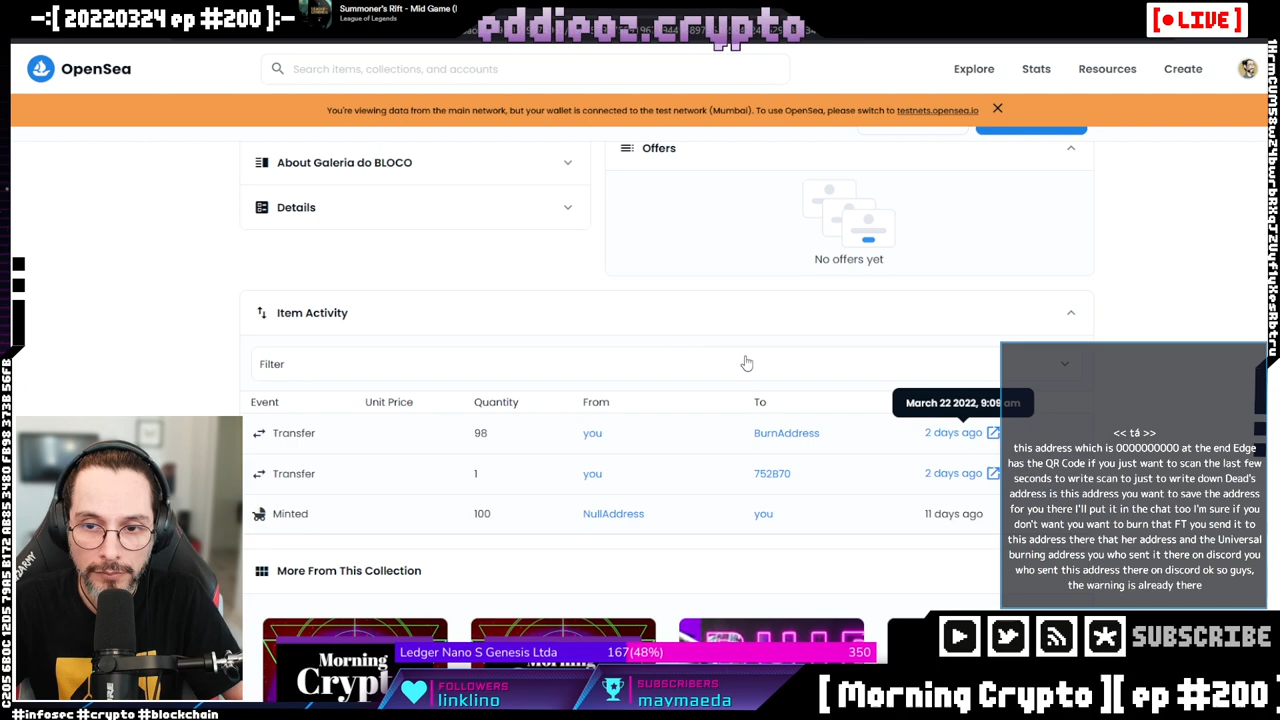 -:[ 20220324 ep #200 ]:-
Summoner's Rift - Mid Game (I
League of Legends
eddieoz.crypto
[● LIVE]
OpenSea
Search items, collections, and accounts
Explore
Stats
Resources
Create
You're viewing data from the main network, but your wallet is connected to the test network (Mumbai). To use OpenSea, please switch to testnets.opensea.io
About Galeria do BLOCO
Details
Offers
No offers yet
Item Activity
Filter
Event Unit Price Quantity From To
March 22 2022, 9:09 am
Transfer 98 you BurnAddress 2 days ago
Transfer 1 you 752B70 2 days ago
Minted 100 NullAddress you 11 days ago
More From This Collection
<< tá >>
this address which is 0000000000 at the end Edge
has the QR Code if you just want to scan the last few
seconds to write scan to just to write down Dead's
address is this address you want to save the address
for you there I'll put it in the chat too I'm sure if you
don't want you want to burn that FT you send it to
this address there that her address and the Universal
burning address you who sent it there on discord you
who sent this address there on discord ok so guys,
the warning is already there
Morning
Crypt
Ledger Nano S Genesis Ltda 167(48%) 350
FOLLOWERS
linklino
SUBSCRIBERS
maymaeda
SUBSCRIBE
[ Morning Crypto ][ ep #200 ]
#infosec #crypto #blockchain